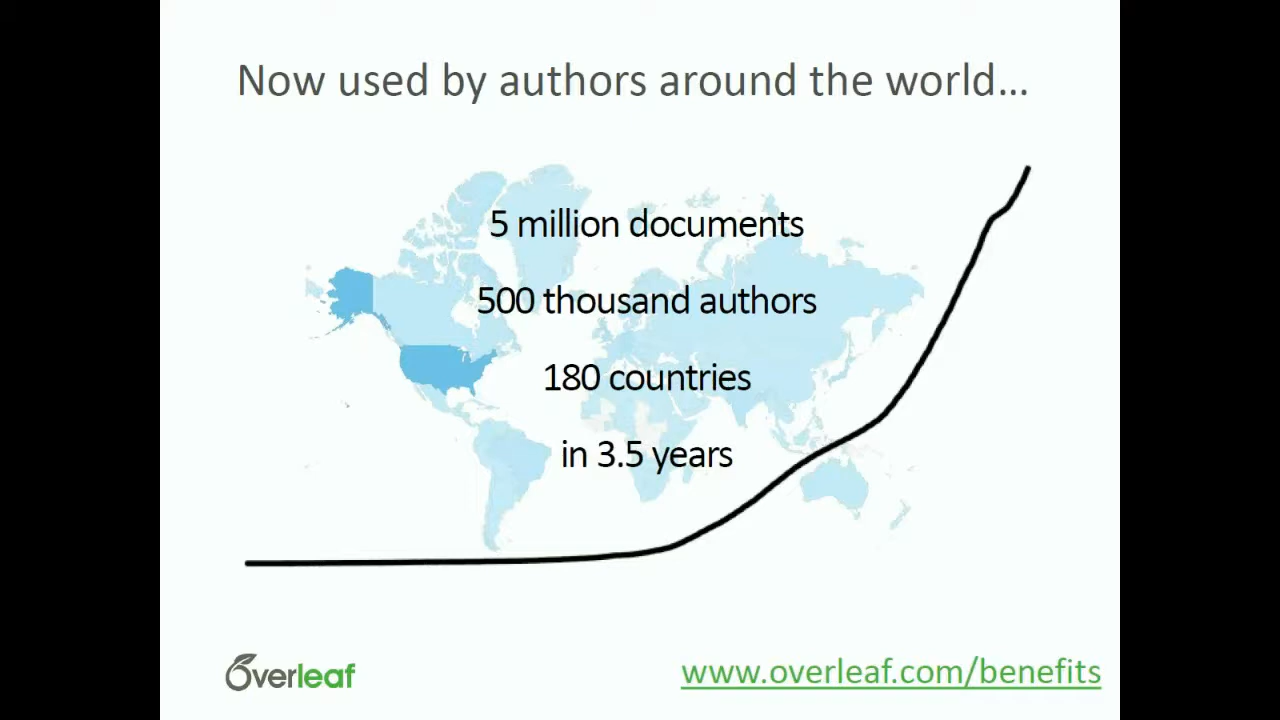 Now used by authors around the world...
5 million documents
500 thousand authors
180 countries
in 3.5 years
Overleaf
www.overleaf.com/benefits